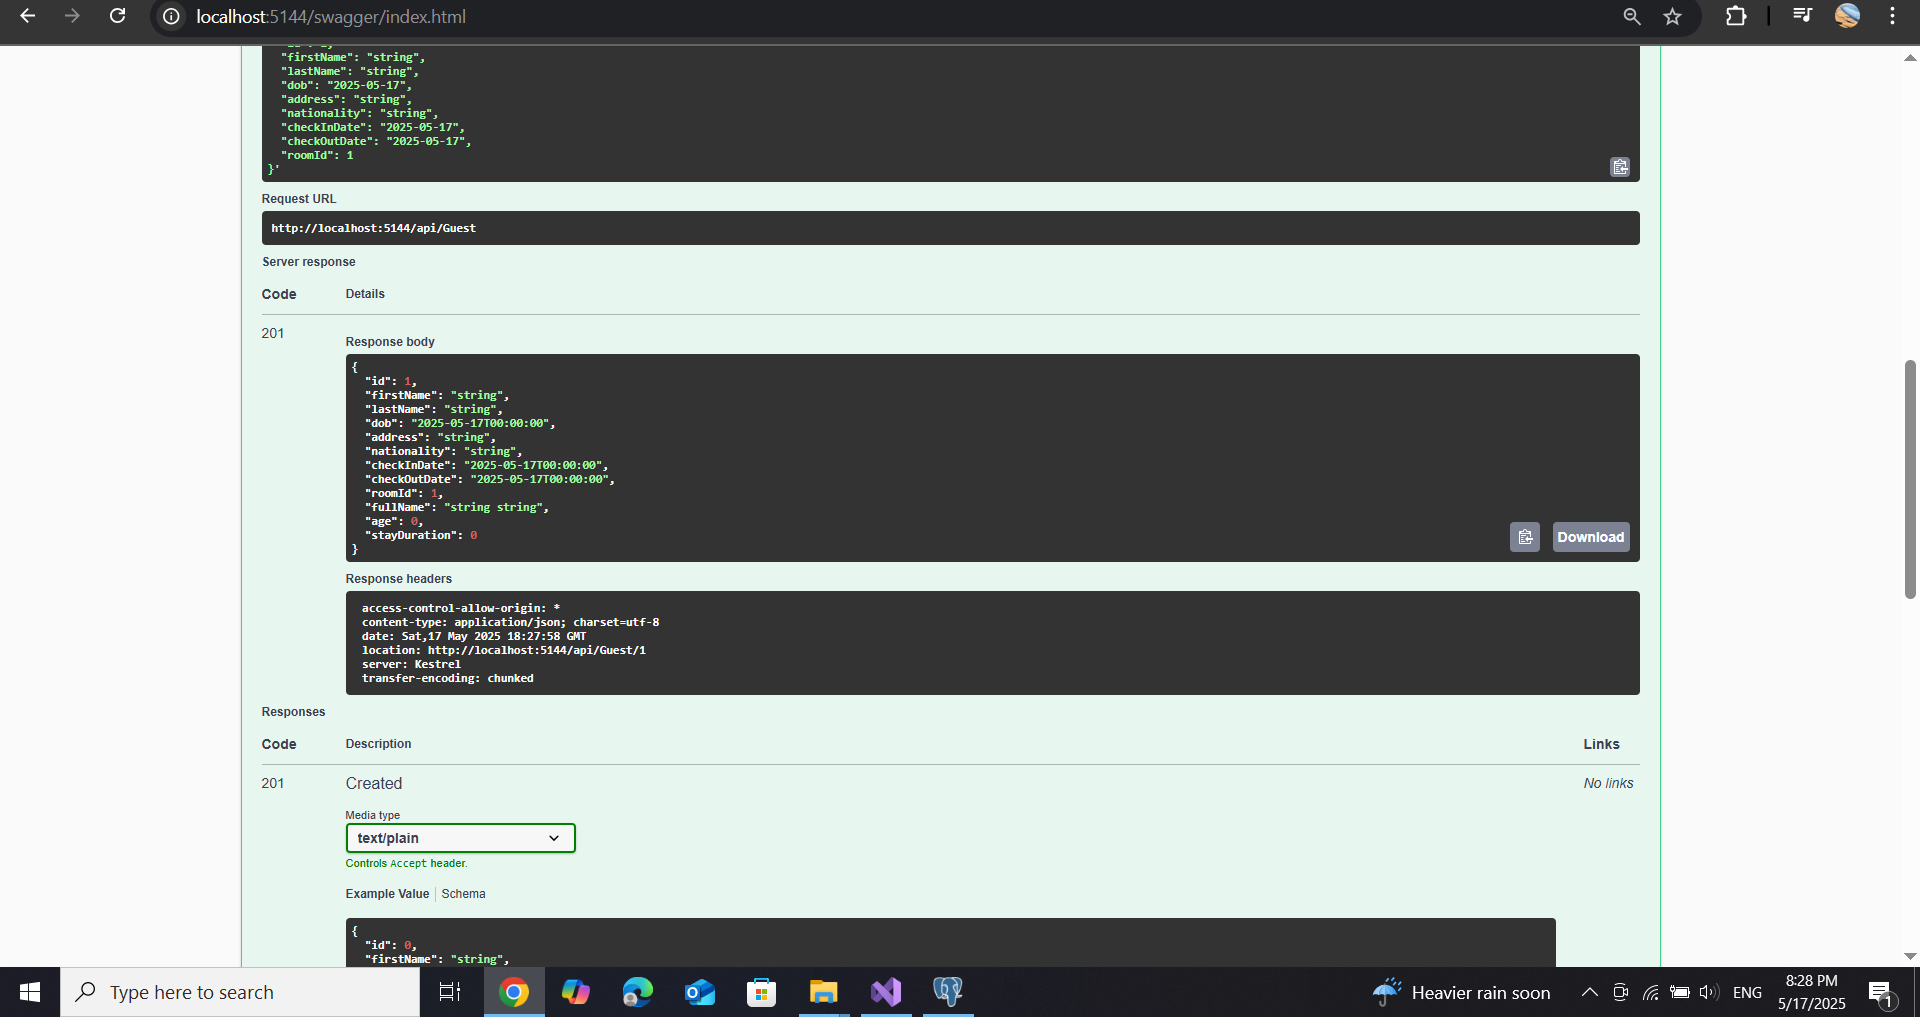 localhost:5144/swagger/index.html
"firstName": "string",
"lastName": "string",
"dob": "2025-05-17",
"address": "string",
"nationality": "string",
"checkInDate": "2025-05-17",
"checkOutDate": "2025-05-17",
"roomId": 1
}'
Request URL
http://localhost:5144/api/Guest
Server response
Code Details
201
Response body
{
"id": 1,
"firstName": "string",
"lastName": "string",
"dob": "2025-05-17T00:00:00",
"address": "string",
"nationality": "string",
"checkInDate": "2025-05-17T00:00:00",
"checkOutDate": "2025-05-17T00:00:00",
"roomId": 1,
"fullName": "string string",
"age": 0,
"stayDuration": 0
}
Download
Response headers
access-control-allow-origin: *
content-type: application/json; charset=utf-8
date: Sat,17 May 2025 18:27:58 GMT
location: http://localhost:5144/api/Guest/1
server: Kestrel
transfer-encoding: chunked
Responses
Code Description Links
201 Created No links
Media type
text/plain
Controls Accept header.
Example Value Schema
{
"id": 0,
"firstName": "string",
Type here to search
Heavier rain soon
ENG
8:28 PM
5/17/2025
1